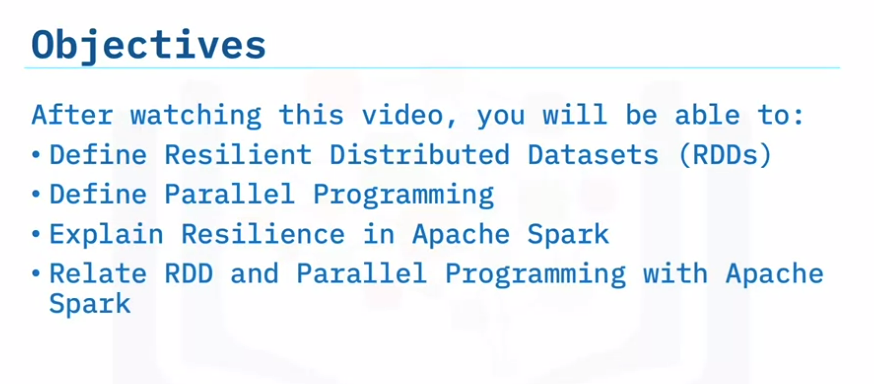 Objectives
After watching this video, you will be able to:
• Define Resilient Distributed Datasets (RDDs)
• Define Parallel Programming
• Explain Resilience in Apache Spark
• Relate RDD and Parallel Programming with Apache
Spark